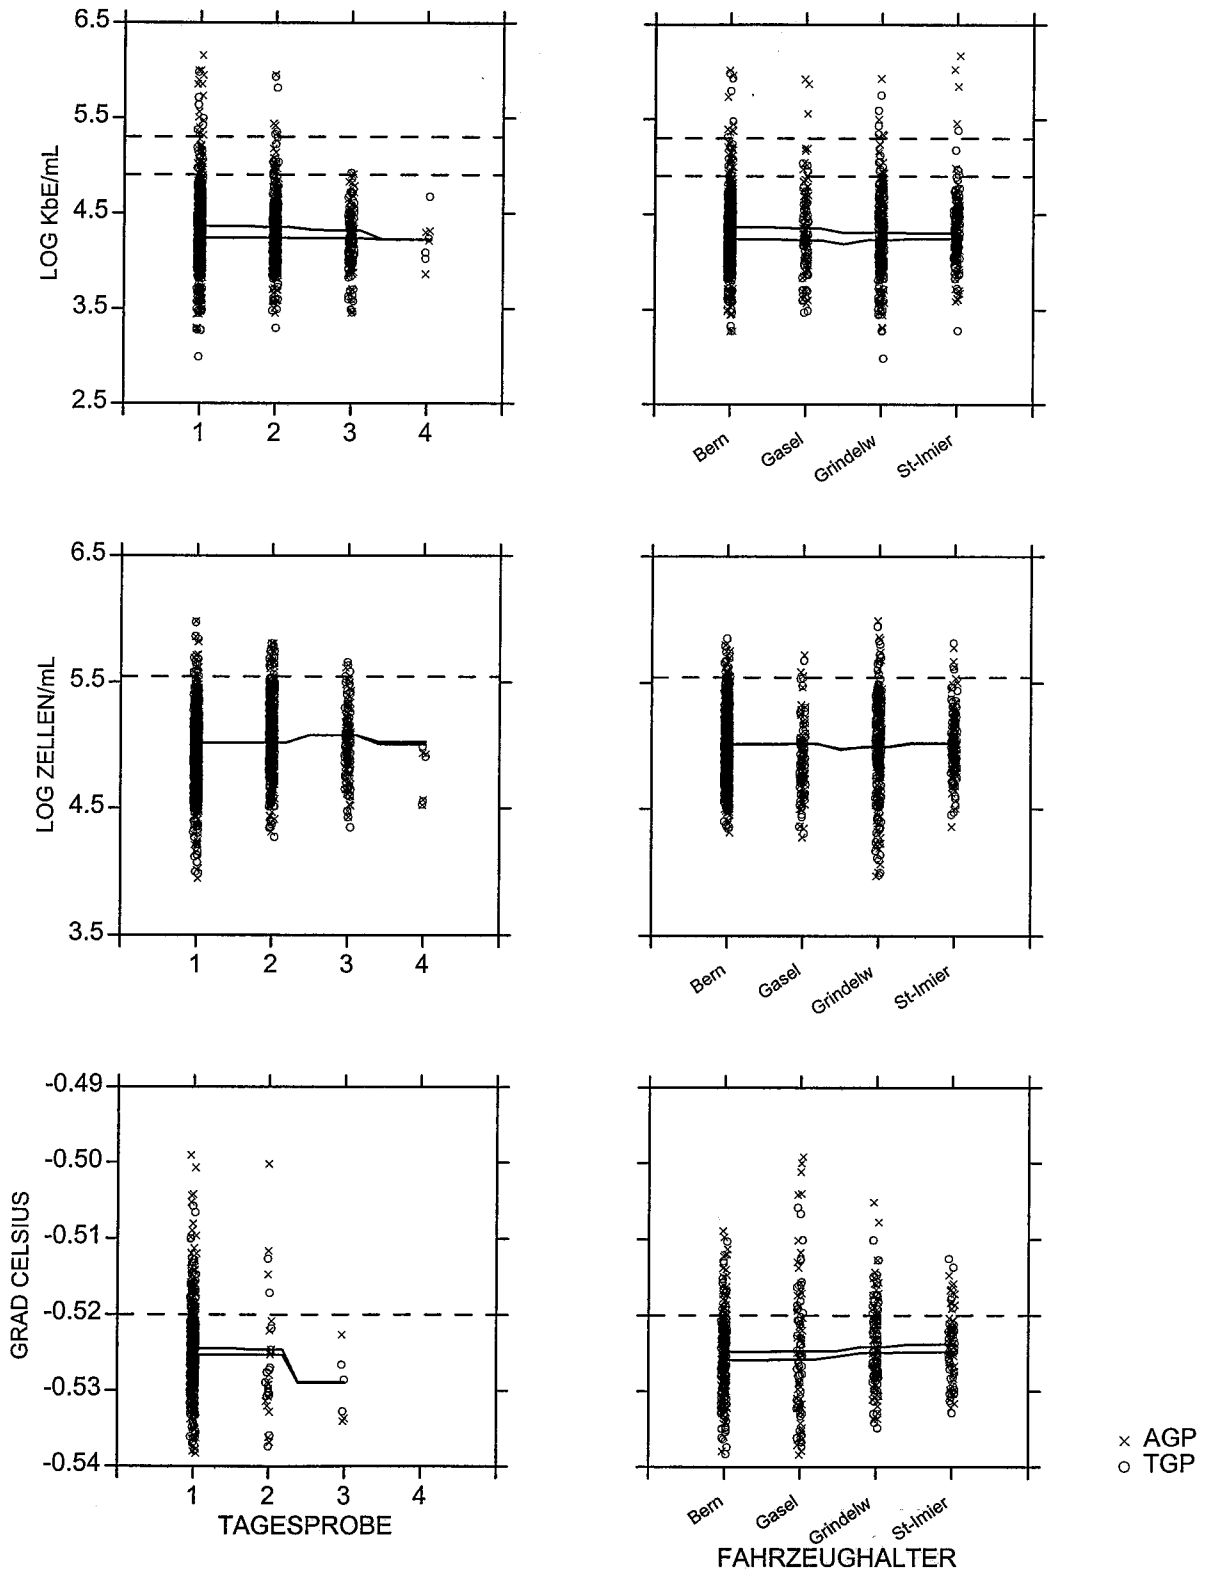 6.5
5.5
4.5
3.5
2.5
LOG KbE/mL
1 2 3 4
Bern Gasel Grindelw St-Imier
6.5
5.5
4.5
3.5
LOG ZELLEN/mL
1 2 3 4
Bern Gasel Grindelw St-Imier
-0.49
-0.50
-0.51
-0.52
-0.53
-0.54
GRAD CELSIUS
1 2 3 4
TAGESPROBE
Bern Gasel Grindelw St-Imier
FAHRZEUGHALTER
× AGP
o TGP